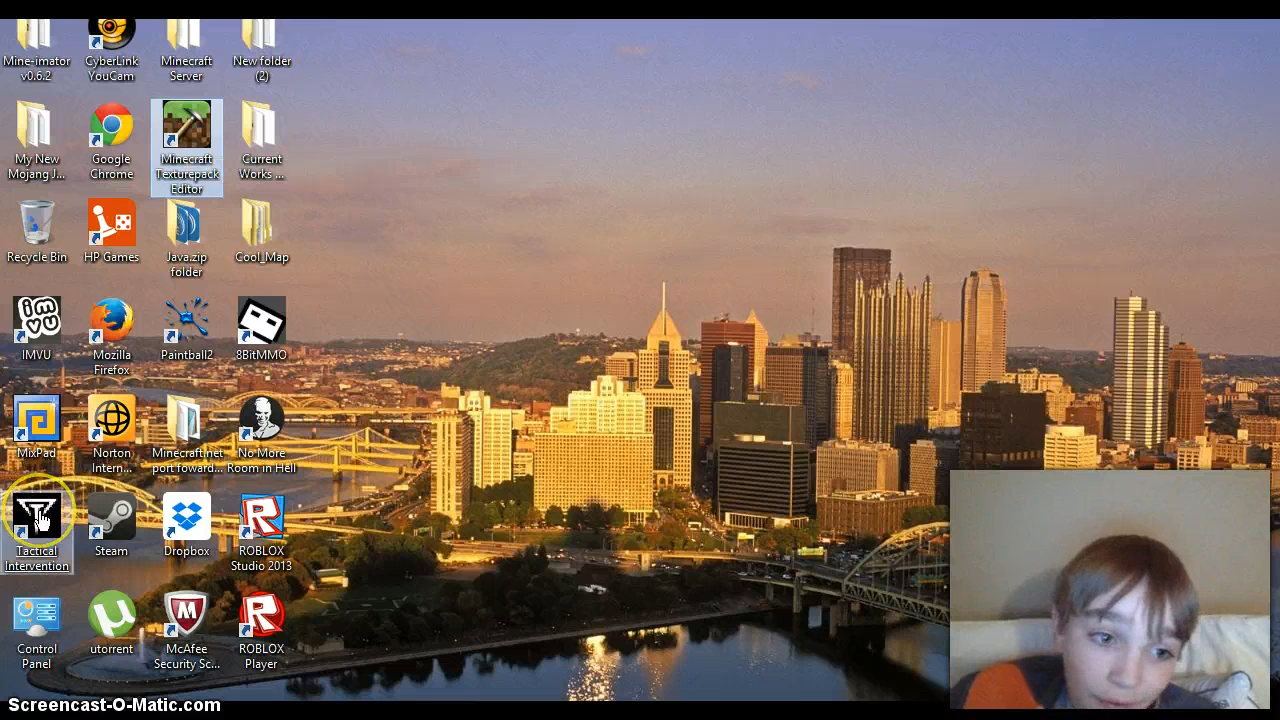 Mine-imator
v0.6.2
CyberLink
YouCam
Minecraft
Server
New folder
(2)
My New
Mojang J...
Google
Chrome
Minecraft
Texturepack
Editor
Current
Works ...
Recycle Bin
HP Games
Java.zip
folder
Cool_Map
imvu
IMVU
Mozilla
Firefox
Paintball2
8BitMMO
MixPad
Norton
Intern...
Minecraft.net
port foward...
No More
Room in Hell
Tactical
Intervention
Steam
Dropbox
ROBLOX
Studio 2013
Control
Panel
utorrent
McAfee
Security Sc...
ROBLOX
Player
Screencast-O-Matic.com